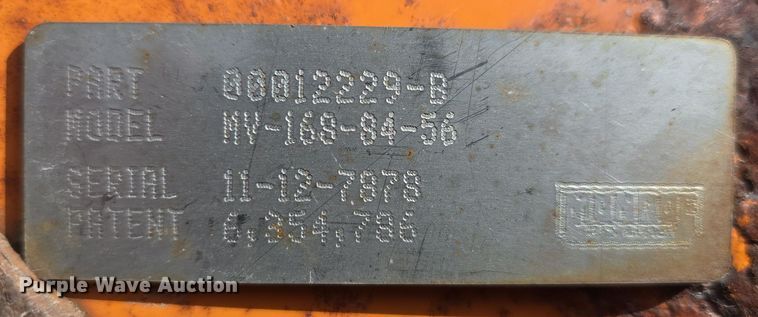 PART 00012229-B
MODEL MV-168-84-56
SERIAL 11-12-7878
PATENT 6,354,786
Purple Wave Auction